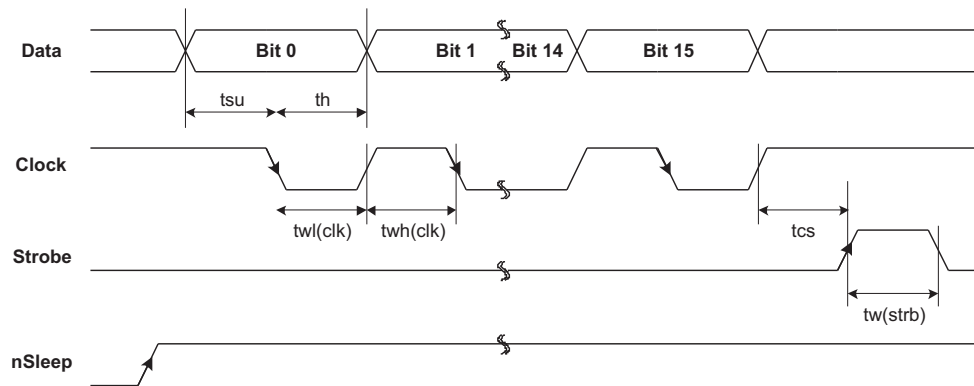 Data
Bit 0
Bit 1
Bit 14
Bit 15
tsu
th
Clock
twl(clk)
twh(clk)
tcs
Strobe
tw(strb)
nSleep